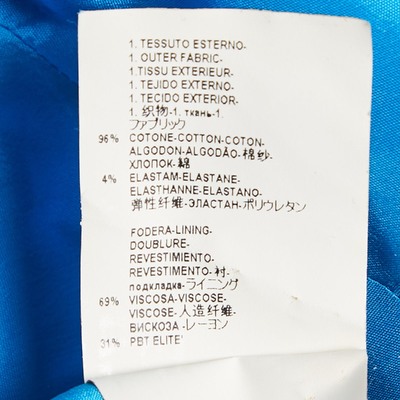 1. TESSUTO ESTERNO-
1. OUTER FABRIC-
1.TISSU EXTERIEUR-
1. TEJIDO EXTERNO-
1. TECIDO EXTERIOR-
1. 织物-1. ткань-1.
ファブリック
96% COTONE-COTTON-COTON-
ALGODON-ALGODÃO-棉纱-
ХЛОПОК-綿
4% ELASTAM-ELASTANE-
ELASTHANNE-ELASTANO-
弹性纤维-ЭЛАСТАН-ポリウレタン
FODERA-LINING-
DOUBLURE-
REVESTIMIENTO-
REVESTIMENTO-衬-
подкладка-ライニング
69% VISCOSA-VISCOSE-
VISCOSE-人造纤维-
ВИСКОЗА-レーヨン
31% PBT ELITE'